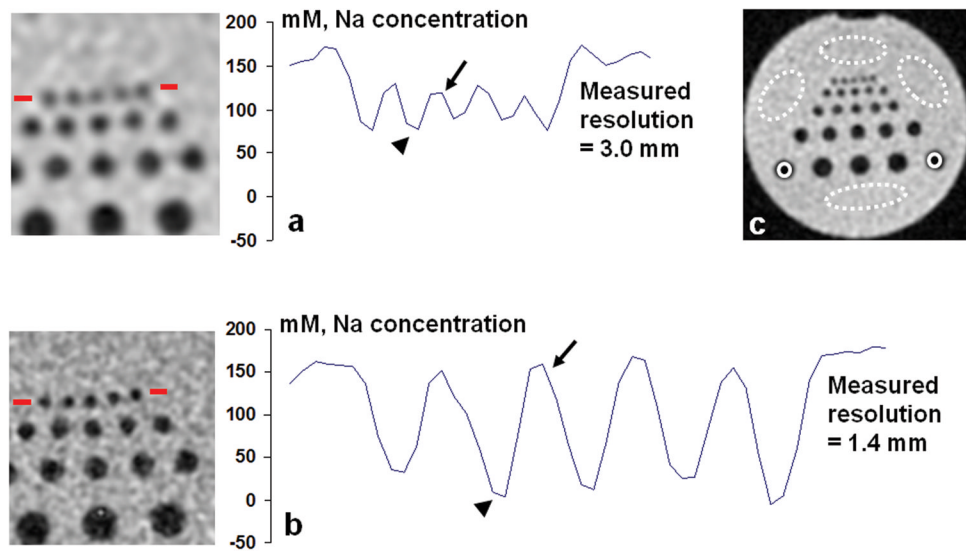 mM, Na concentration
200
150
100
50
0
-50
a
Measured
resolution
= 3.0 mm
c
mM, Na concentration
200
150
100
50
0
-50
b
Measured
resolution
= 1.4 mm